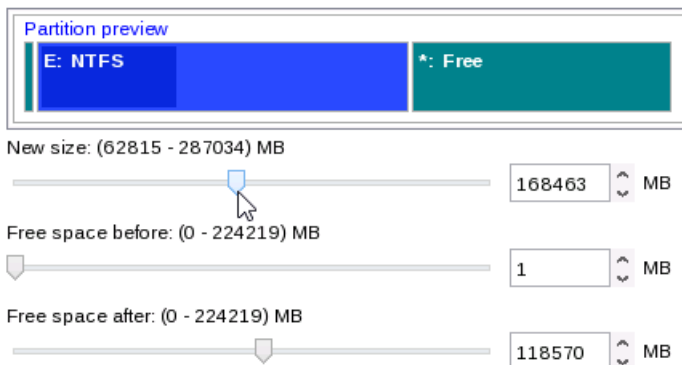 Partition preview
E: NTFS
*: Free
New size: (62815 - 287034) MB
168463 MB
Free space before: (0 - 224219) MB
1 MB
Free space after: (0 - 224219) MB
118570 MB